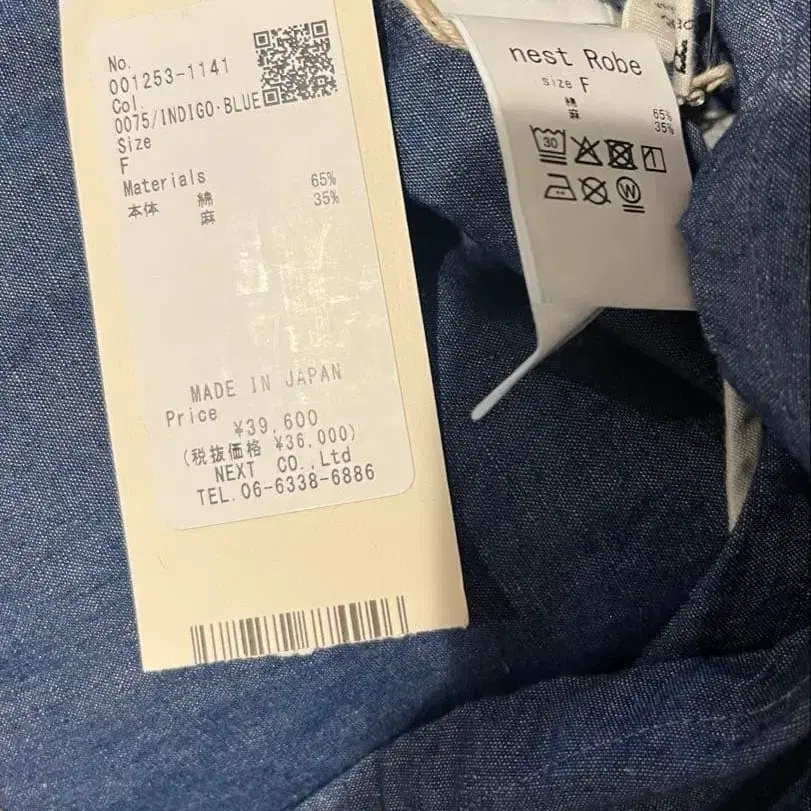 No.
001253-1141
Col.
0075/INDIGO·BLUE
Size
F
Materials
本体 綿 65%
麻 35%
MADE IN JAPAN
Price
¥39,600
(税抜価格 ¥36,000)
NEXT CO.,Ltd
TEL.06-6338-6886
nest Robe
size F
綿 65%
麻 35%
30
W